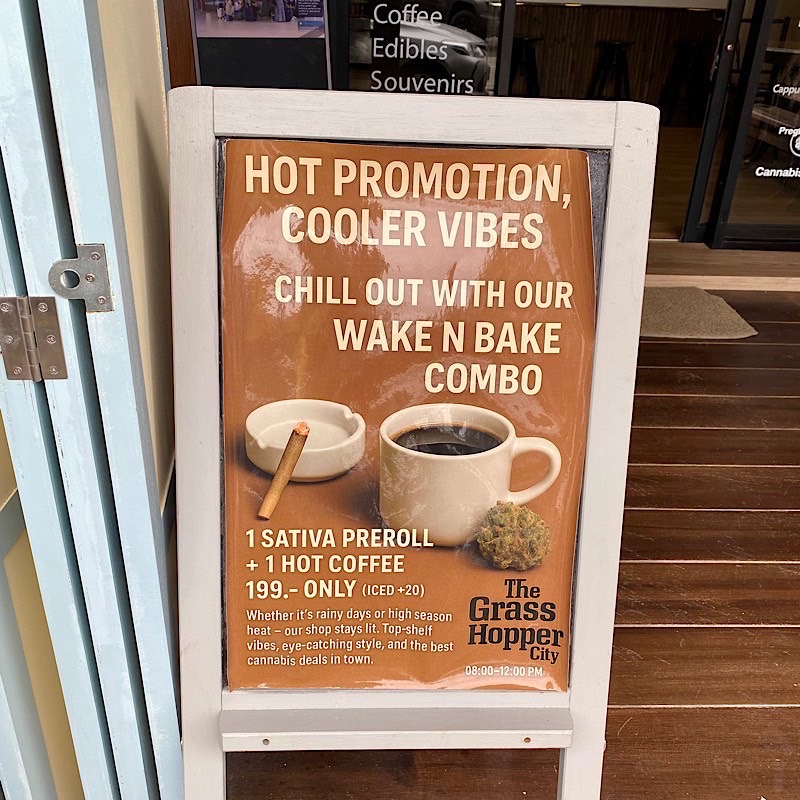 Coffee
Edibles
Souvenirs
Cannabis
HOT PROMOTION,
COOLER VIBES
CHILL OUT WITH OUR
WAKE N BAKE
COMBO
1 SATIVA PREROLL
+ 1 HOT COFFEE
199.- ONLY (ICED +20)
Whether it's rainy days or high season
heat – our shop stays lit. Top-shelf
vibes, eye-catching style, and the best
cannabis deals in town.
The
Grass
Hopper
City
08:00–12:00 PM